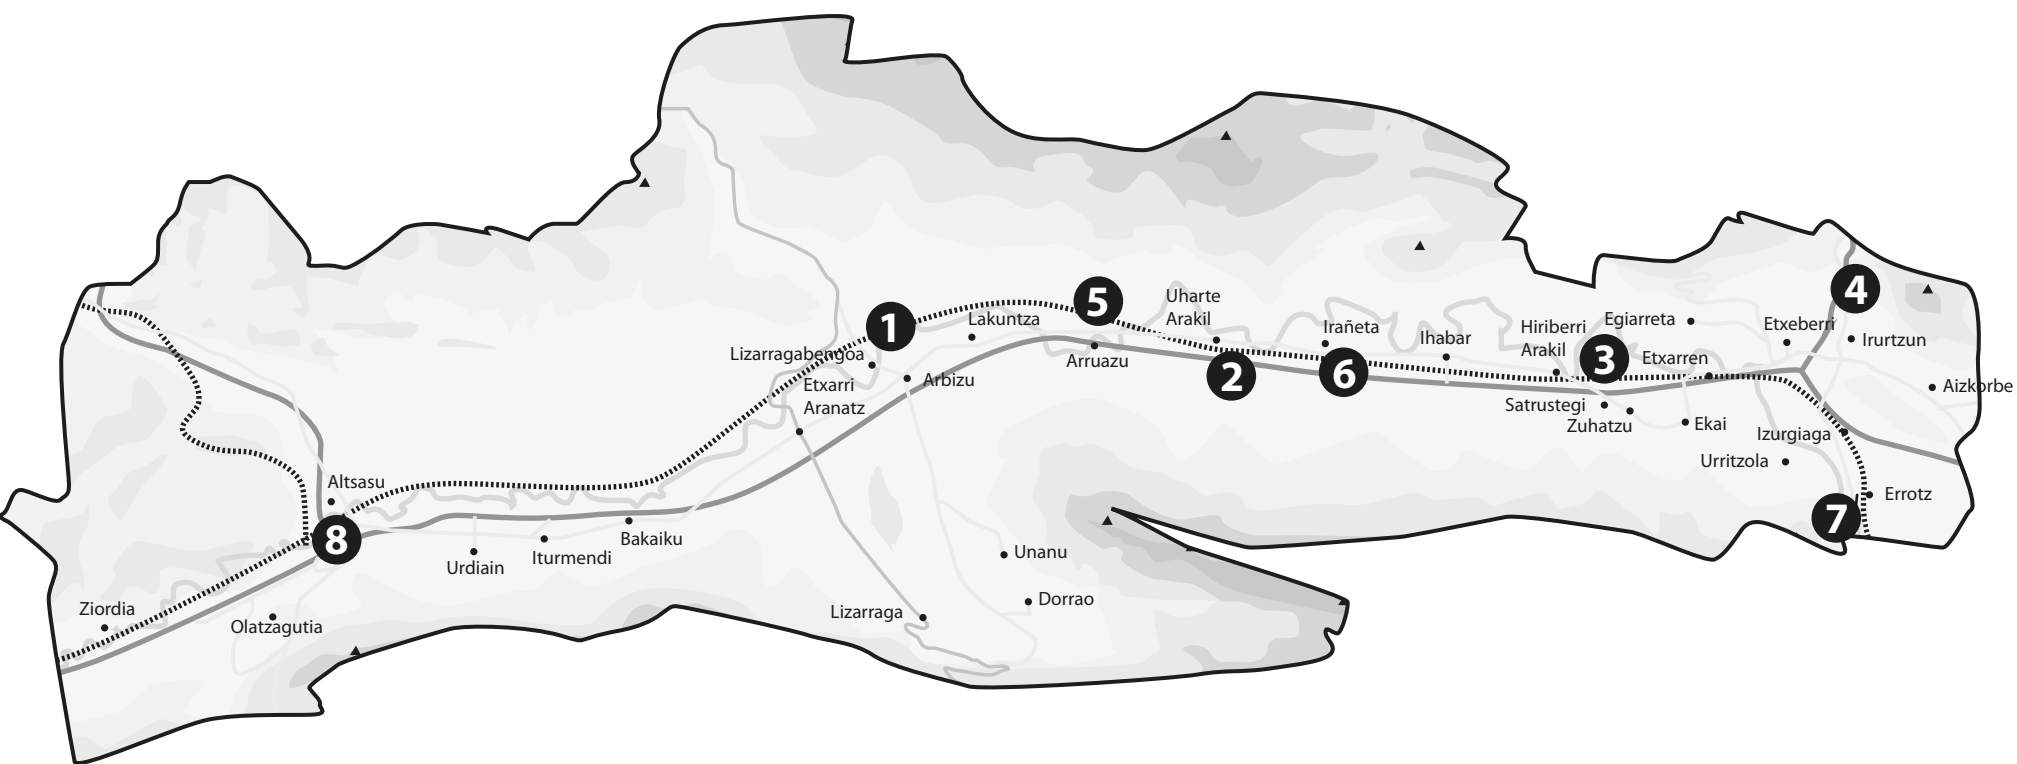 Uharte
Arakil
4
5
1
Lakuntza
Irañeta
Ihabar
Hiriberri
Arakil
Egiarreta
Etxeberri
Irurtzun
Lizarragabengoa
Arruazu
2
6
3
Etxarren
Arbizu
Etxarri
Aranatz
Aizkorbe
Satrustegi
Zuhatzu
Ekai
Izurgiaga
Urritzola
Altsasu
Errotz
8
7
Bakaiku
Iturmendi
Urdiain
Unanu
Dorrao
Lizarraga
Ziordia
Olatzagutia